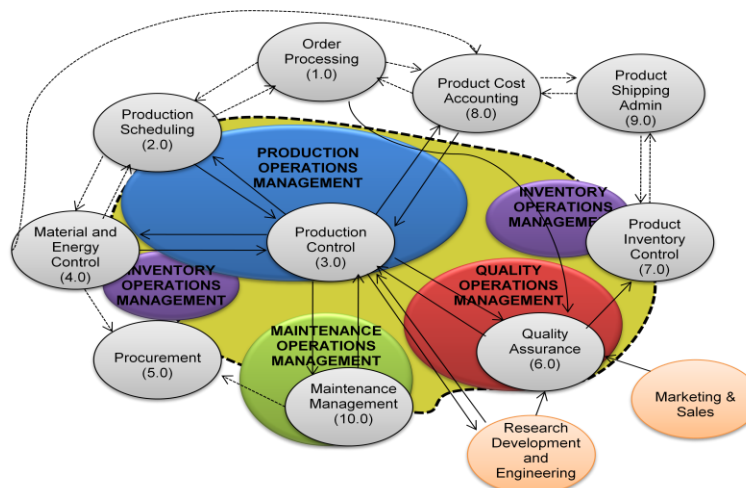 Order
Processing
(1.0)
Product Cost
Accounting
(8.0)
Product
Shipping
Admin
(9.0)
Production
Scheduling
(2.0)
PRODUCTION
OPERATIONS
MANAGEMENT
INVENTORY
OPERATIONS
MANAGEMENT
Material and
Energy
Control
(4.0)
Production
Control
(3.0)
Product
Inventory
Control
(7.0)
INVENTORY
OPERATIONS
MANAGEMENT
QUALITY
OPERATIONS
MANAGEMENT
MAINTENANCE
OPERATIONS
MANAGEMENT
Quality
Assurance
(6.0)
Procurement
(5.0)
Maintenance
Management
(10.0)
Marketing &
Sales
Research
Development
and
Engineering